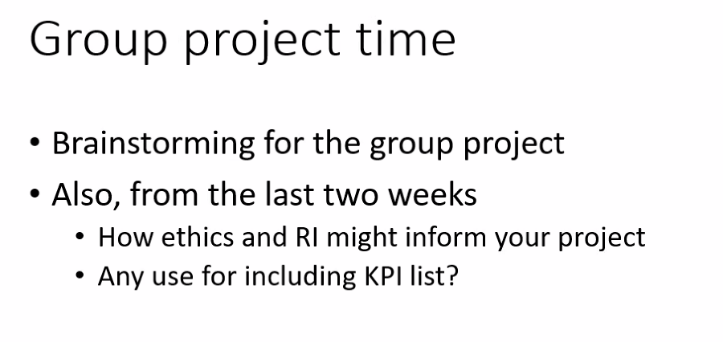 Group project time
• Brainstorming for the group project
• Also, from the last two weeks
• How ethics and RI might inform your project
• Any use for including KPI list?